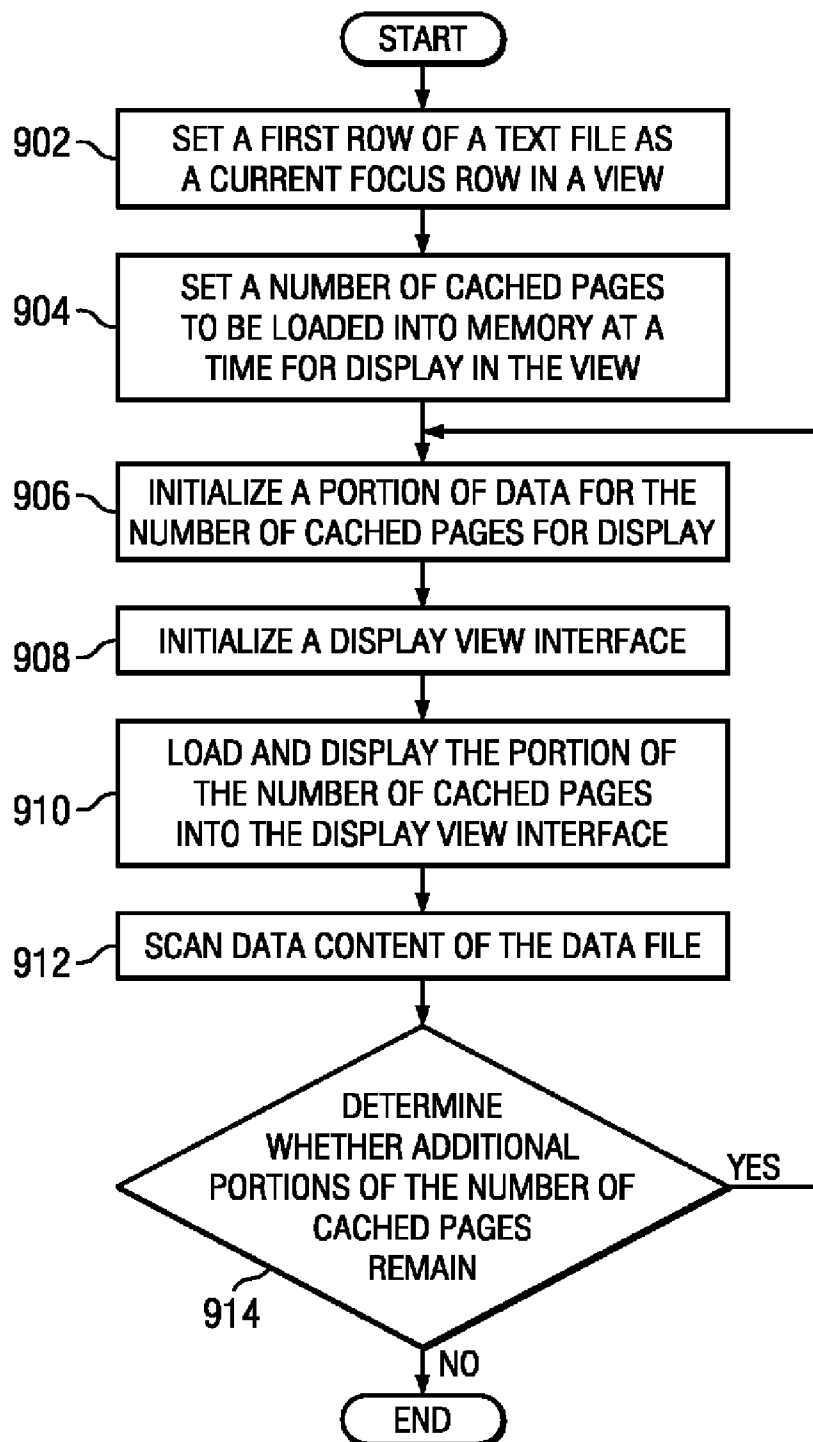 START
902
SET A FIRST ROW OF A TEXT FILE AS
A CURRENT FOCUS ROW IN A VIEW
904
SET A NUMBER OF CACHED PAGES
TO BE LOADED INTO MEMORY AT A
TIME FOR DISPLAY IN THE VIEW
906
INITIALIZE A PORTION OF DATA FOR THE
NUMBER OF CACHED PAGES FOR DISPLAY
908
INITIALIZE A DISPLAY VIEW INTERFACE
910
LOAD AND DISPLAY THE PORTION OF
THE NUMBER OF CACHED PAGES
INTO THE DISPLAY VIEW INTERFACE
912
SCAN DATA CONTENT OF THE DATA FILE
DETERMINE
WHETHER ADDITIONAL
PORTIONS OF THE NUMBER OF
CACHED PAGES
REMAIN
YES
914
NO
END